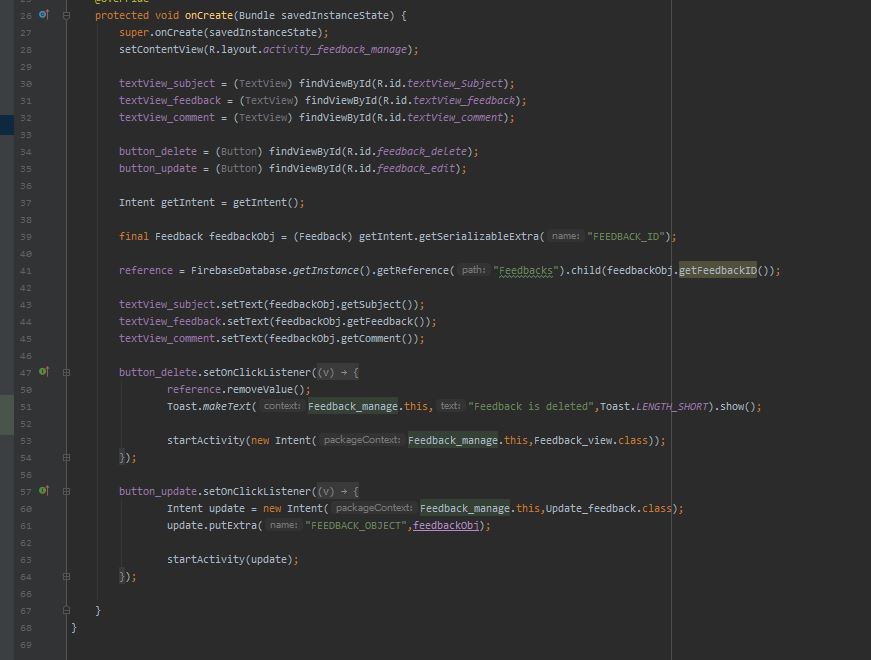 26 protected void onCreate(Bundle savedInstanceState) {
27 super.onCreate(savedInstanceState);
28 setContentView(R.layout.activity_feedback_manage);
29
30 textView_subject = (TextView) findViewById(R.id.textView_Subject);
31 textView_feedback = (TextView) findViewById(R.id.textView_feedback);
32 textView_comment = (TextView) findViewById(R.id.textView_comment);
33
34 button_delete = (Button) findViewById(R.id.feedback_delete);
35 button_update = (Button) findViewById(R.id.feedback_edit);
36
37 Intent getIntent = getIntent();
38
39 final Feedback feedbackObj = (Feedback) getIntent.getSerializableExtra( name: "FEEDBACK_ID");
40
41 reference = FirebaseDatabase.getInstance().getReference( path: "Feedbacks").child(feedbackObj.getFeedbackID());
42
43 textView_subject.setText(feedbackObj.getSubject());
44 textView_feedback.setText(feedbackObj.getFeedback());
45 textView_comment.setText(feedbackObj.getComment());
46
47 button_delete.setOnClickListener((v) → {
50 reference.removeValue();
51 Toast.makeText( context: Feedback_manage.this, text: "Feedback is deleted",Toast.LENGTH_SHORT).show();
52
53 startActivity(new Intent( packageContext: Feedback_manage.this,Feedback_view.class));
54 });
56
57 button_update.setOnClickListener((v) → {
60 Intent update = new Intent( packageContext: Feedback_manage.this,Update_feedback.class);
61 update.putExtra( name: "FEEDBACK_OBJECT",feedbackObj);
62
63 startActivity(update);
64 });
66
67 }
68 }
69